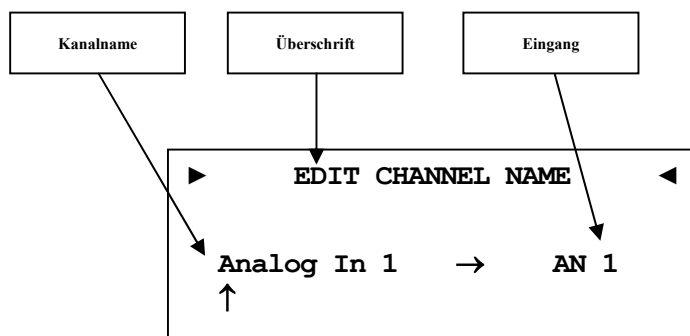 Kanalname Überschrift Eingang
► EDIT CHANNEL NAME ◄
Analog In 1 → AN 1
↑